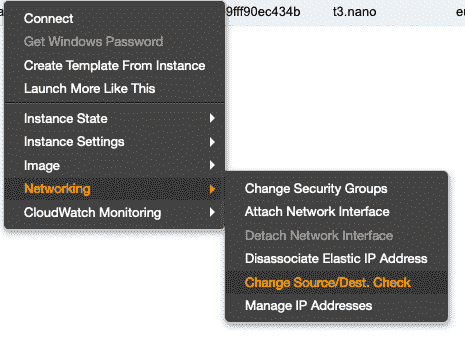 9fff90ec434b t3.nano
Connect
Get Windows Password
Create Template From Instance
Launch More Like This
Instance State
Instance Settings
Image
Networking
CloudWatch Monitoring
Change Security Groups
Attach Network Interface
Detach Network Interface
Disassociate Elastic IP Address
Change Source/Dest. Check
Manage IP Addresses